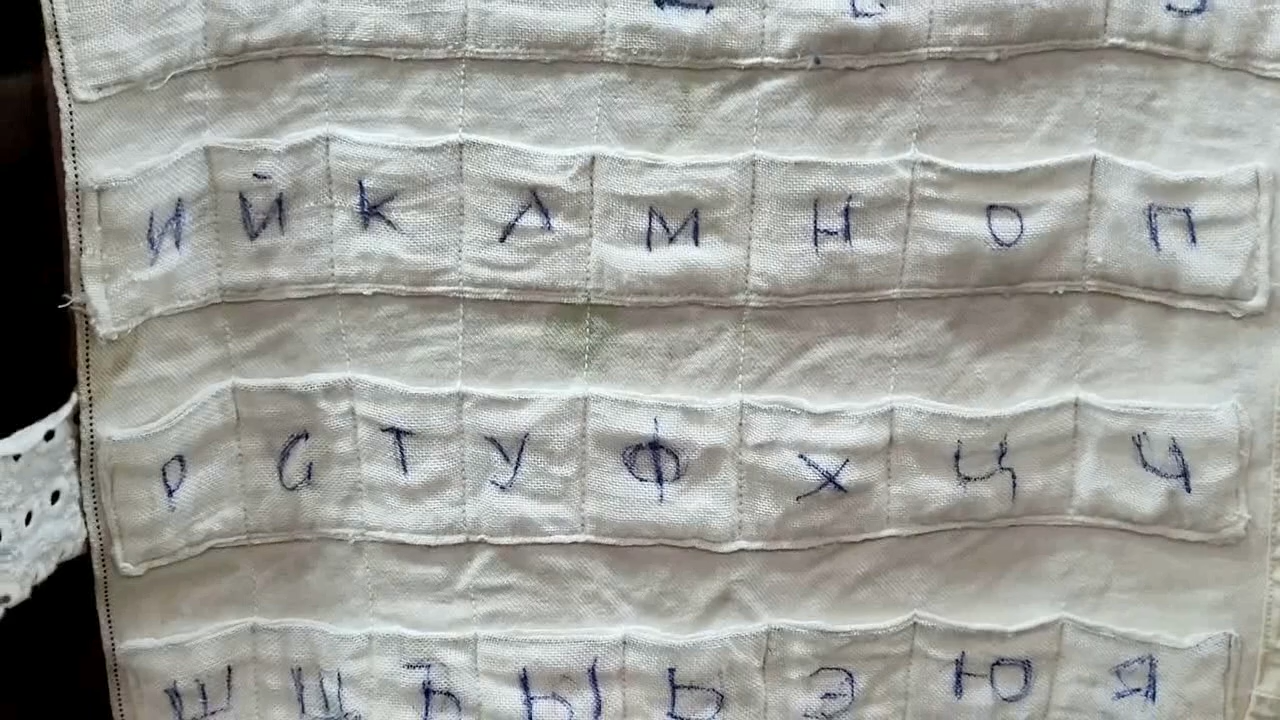 И Й К Л М Н О П
Р С Т У Ф Х Ц Ч
Ш Щ Ъ Ы Ь Э Ю Я